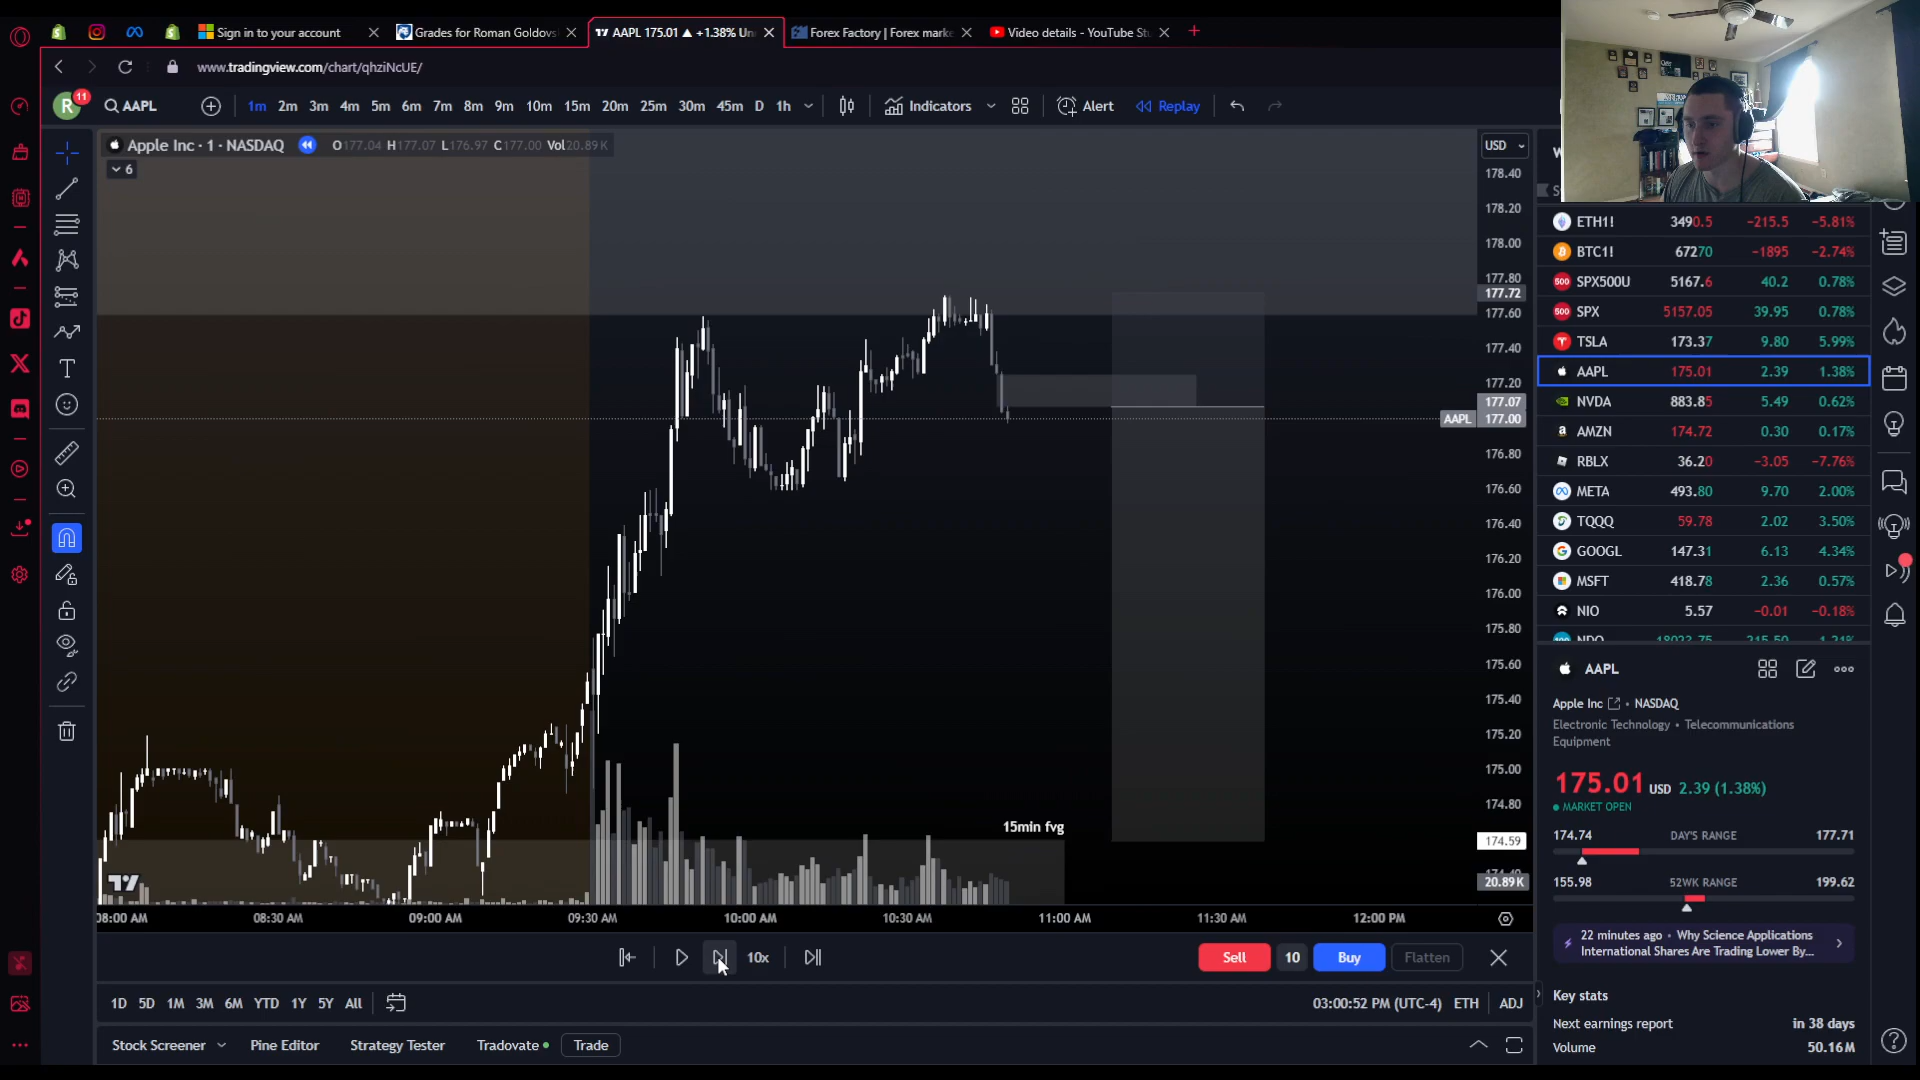 Sign in to your account
Grades for Roman Goldovs
AAPL 175.01 ▲ +1.38% Un
Forex Factory | Forex marke
Video details - YouTube St
www.tradingview.com/chart/qhziNcUE/
R
11
AAPL
1m 2m 3m 4m 5m 6m 7m 8m 9m 10m 15m 20m 25m 30m 45m D 1h
Indicators
Alert
Replay
Apple Inc · 1 · NASDAQ
O177.04 H177.07 L176.97 C177.00 Vol20.89K
6
USD
178.40
178.20
178.00
177.80
177.72
177.60
177.40
177.20
177.07
AAPL 177.00
176.80
176.60
176.40
176.20
176.00
175.80
175.60
175.40
175.20
175.00
174.80
174.59
20.89K
15min fvg
08:00 AM 08:30 AM 09:00 AM 09:30 AM 10:00 AM 10:30 AM 11:00 AM 11:30 AM 12:00 PM
10x
Sell
10
Buy
Flatten
1D 5D 1M 3M 6M YTD 1Y 5Y All
03:00:52 PM (UTC-4) ETH ADJ
Stock Screener
Pine Editor
Strategy Tester
Tradovate
Trade
ETH1! 3490.5 −215.5 −5.81%
BTC1! 67270 −1895 −2.74%
SPX500U 5167.6 40.2 0.78%
SPX 5157.05 39.95 0.78%
TSLA 173.37 9.80 5.99%
AAPL 175.01 2.39 1.38%
NVDA 883.85 5.49 0.62%
AMZN 174.72 0.30 0.17%
RBLX 36.20 −3.05 −7.76%
META 493.80 9.70 2.00%
TQQQ 59.78 2.02 3.50%
GOOGL 147.31 6.13 4.34%
MSFT 418.78 2.36 0.57%
NIO 5.57 −0.01 −0.18%
AAPL
Apple Inc • NASDAQ
Electronic Technology • Telecommunications
Equipment
175.01 USD 2.39 (1.38%)
MARKET OPEN
174.74 DAY'S RANGE 177.71
155.98 52WK RANGE 199.62
22 minutes ago • Why Science Applications
International Shares Are Trading Lower By...
Key stats
Next earnings report in 38 days
Volume 50.16M